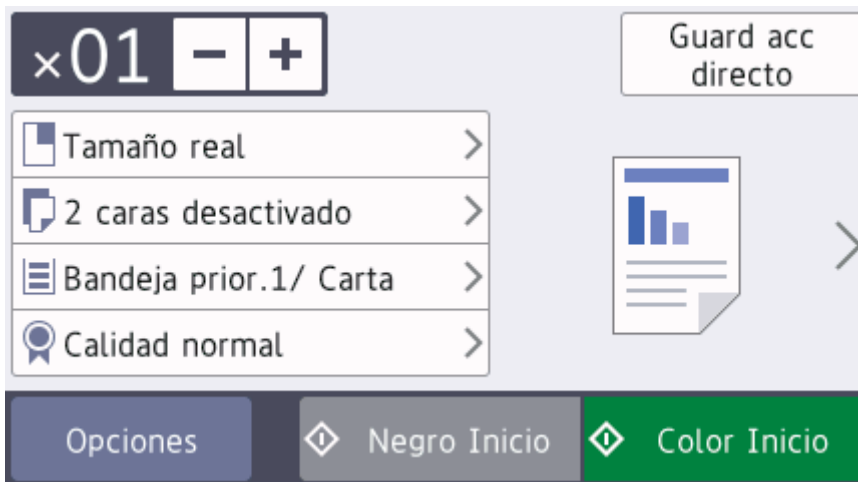 ×01 − +
Guard acc
directo
Tamaño real
2 caras desactivado
Bandeja prior.1/ Carta
Calidad normal
Opciones
Negro Inicio
Color Inicio